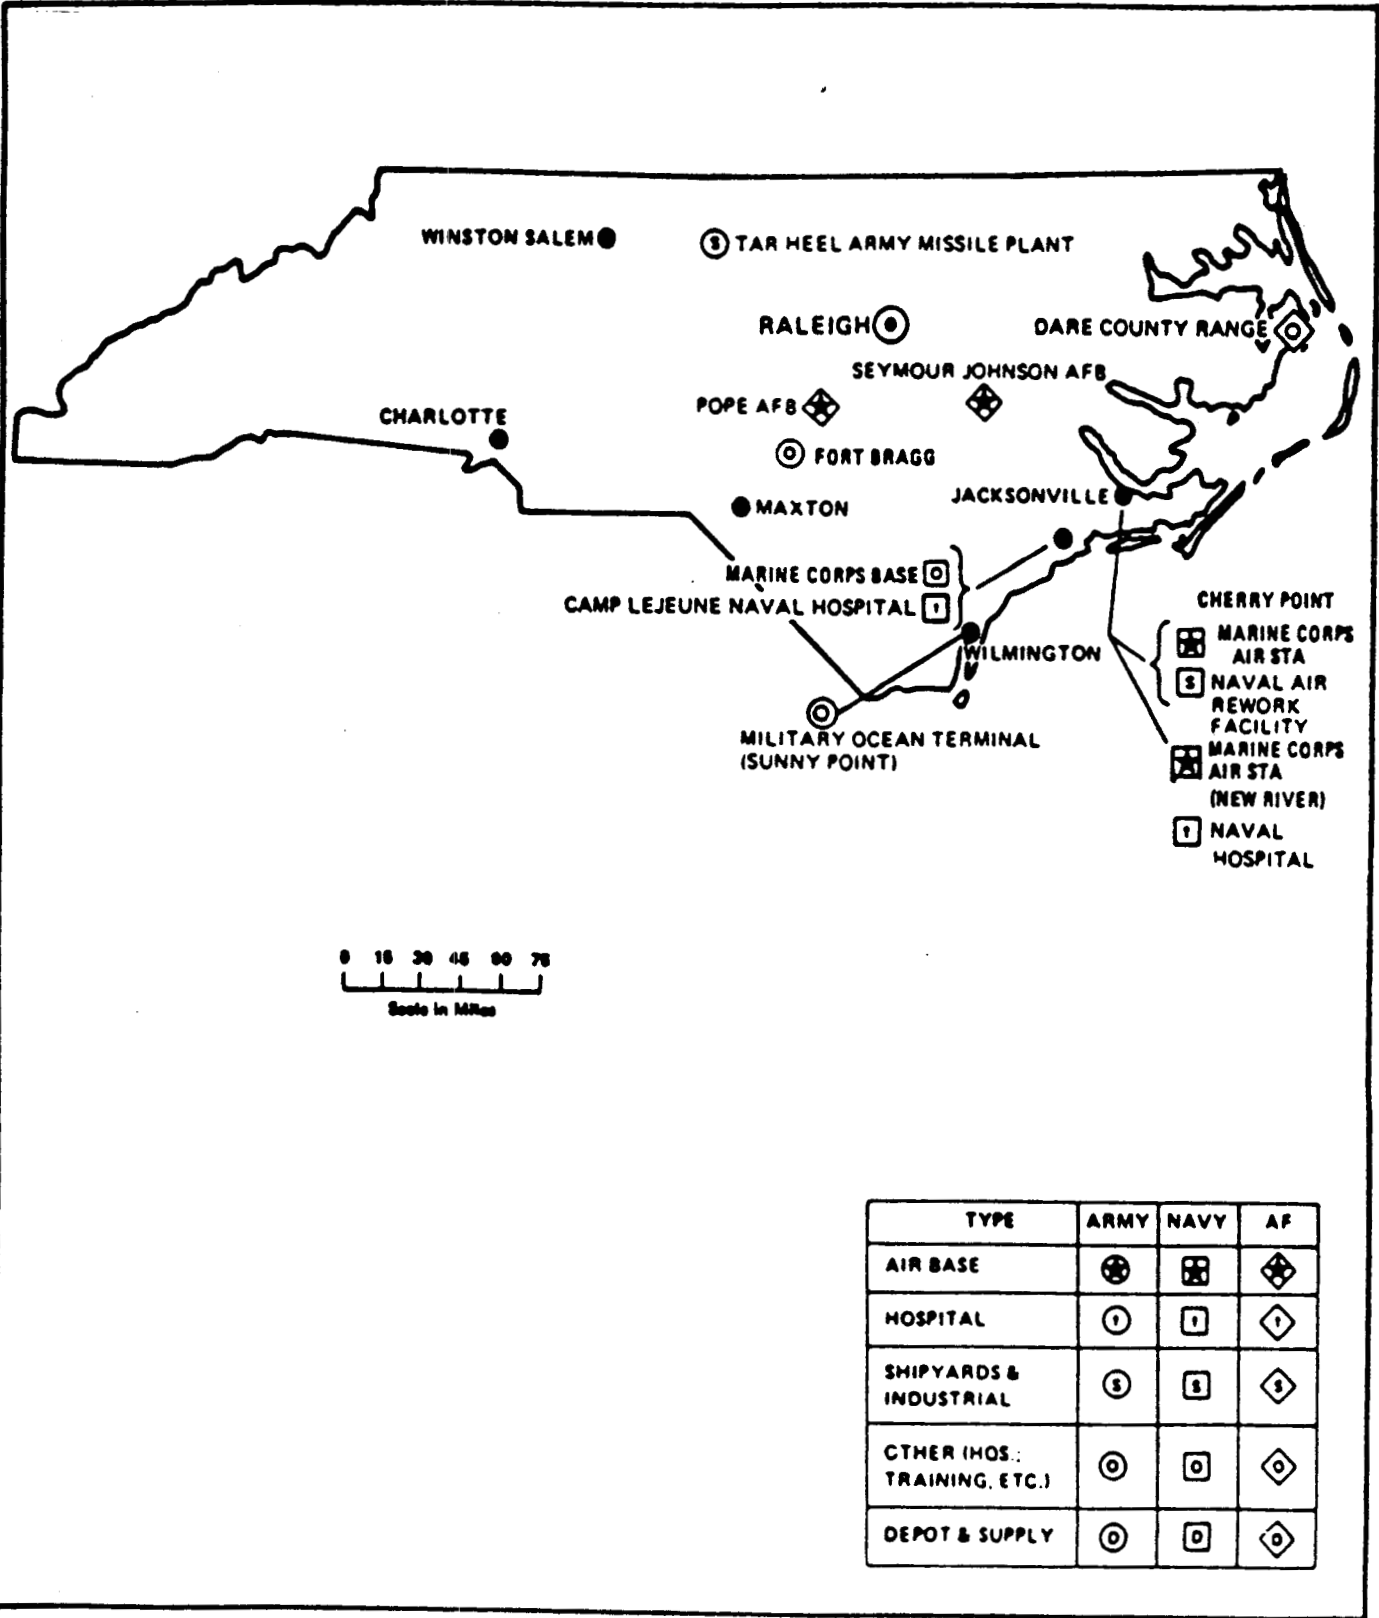 WINSTON SALEM
TAR HEEL ARMY MISSILE PLANT
RALEIGH
DARE COUNTY RANGE
SEYMOUR JOHNSON AFB
POPE AFB
CHARLOTTE
FORT BRAGG
JACKSONVILLE
MAXTON
MARINE CORPS BASE
CAMP LEJEUNE NAVAL HOSPITAL
WILMINGTON
MILITARY OCEAN TERMINAL
(SUNNY POINT)
CHERRY POINT
MARINE CORPS
AIR STA
NAVAL AIR
REWORK
FACILITY
MARINE CORPS
AIR STA
(NEW RIVER)
NAVAL
HOSPITAL
0 15 30 45 60 75
Scale in Miles
TYPE ARMY NAVY AF
AIR BASE
HOSPITAL
SHIPYARDS &
INDUSTRIAL
S S S
OTHER (HQS.;
TRAINING, ETC.)
O O O
DEPOT & SUPPLY
D D D